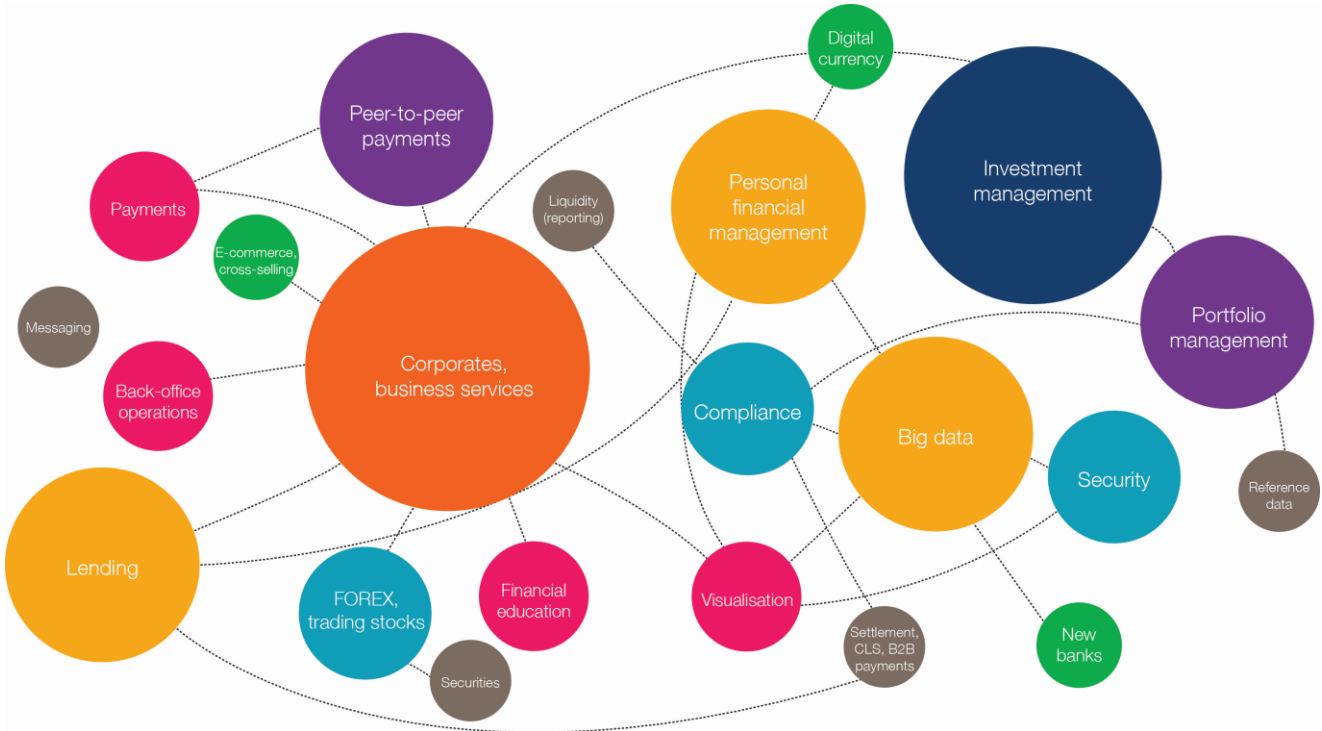 Digital
currency
Peer-to-peer
payments
Investment
management
Personal
financial
management
Payments
Liquidity
(reporting)
E-commerce,
cross-selling
Portfolio
management
Messaging
Corporates,
business services
Back-office
operations
Compliance
Big data
Security
Reference
data
Lending
FOREX,
trading stocks
Financial
education
Visualisation
Settlement,
CLS, B2B
payments
New
banks
Securities